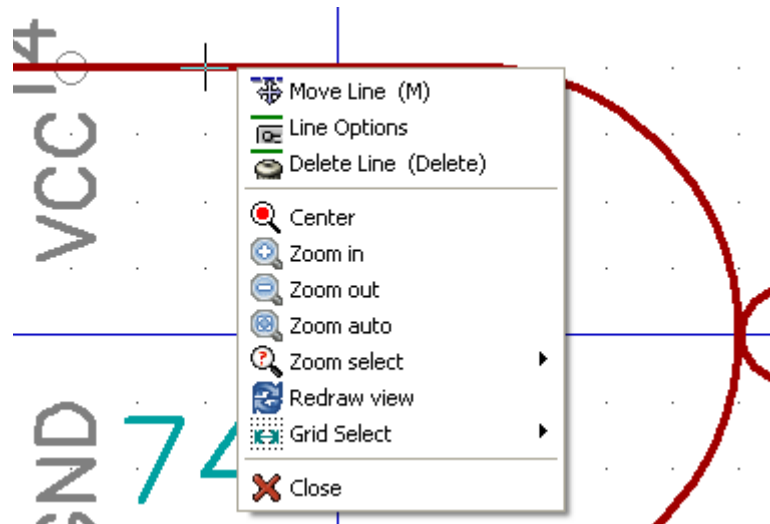 14
VCC
Move Line (M)
Line Options
Delete Line (Delete)
Center
Zoom in
Zoom out
Zoom auto
Zoom select
Redraw view
Grid Select
Close
GND
74